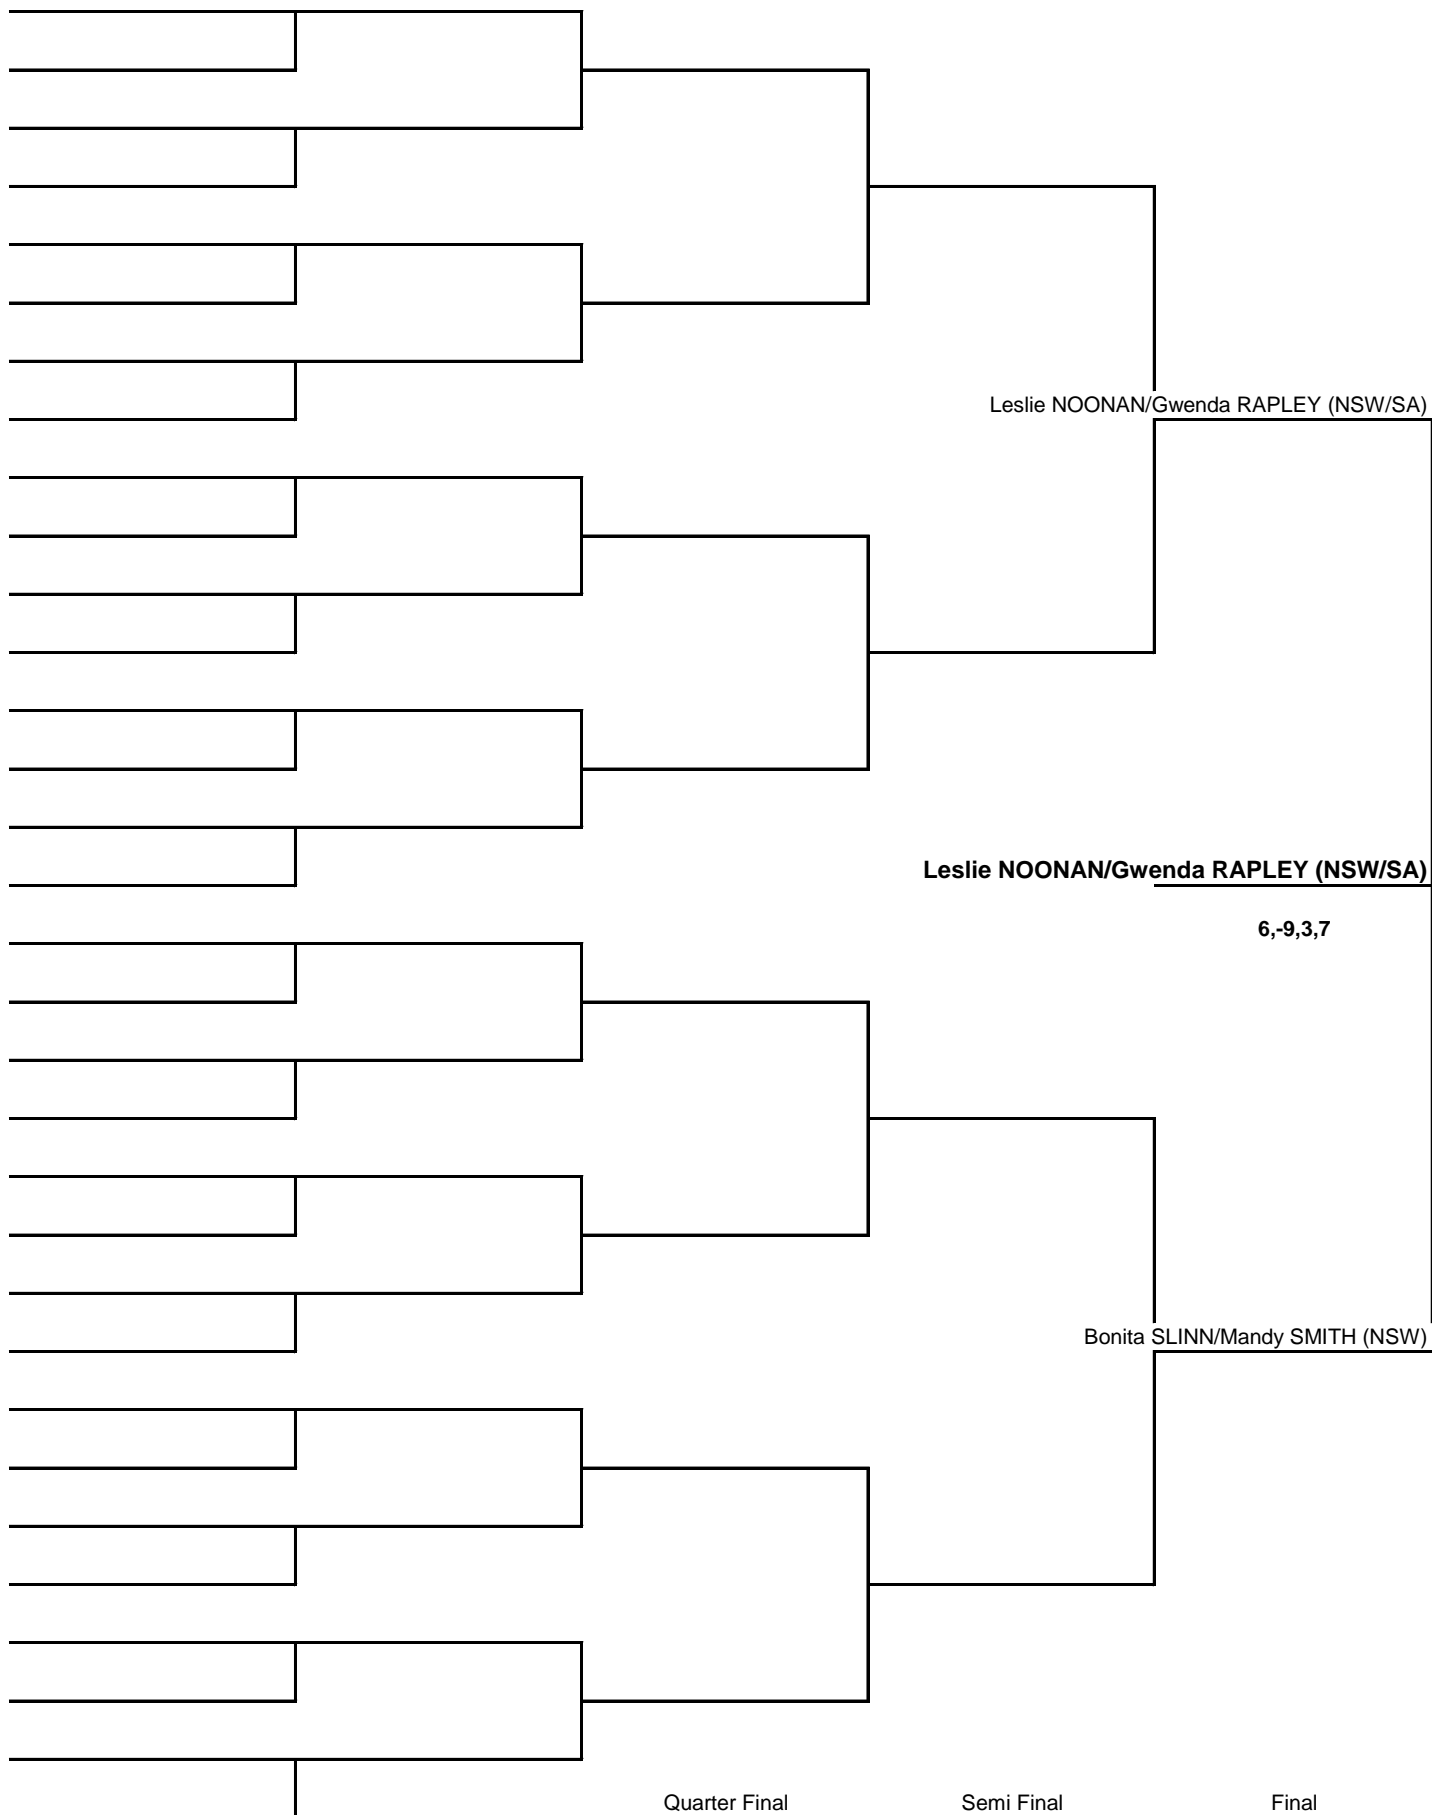 Leslie NOONAN/Gwenda RAPLEY (NSW/SA)
Leslie NOONAN/Gwenda RAPLEY (NSW/SA)
6,-9,3,7
Bonita SLINN/Mandy SMITH (NSW)
Quarter Final Semi Final Final